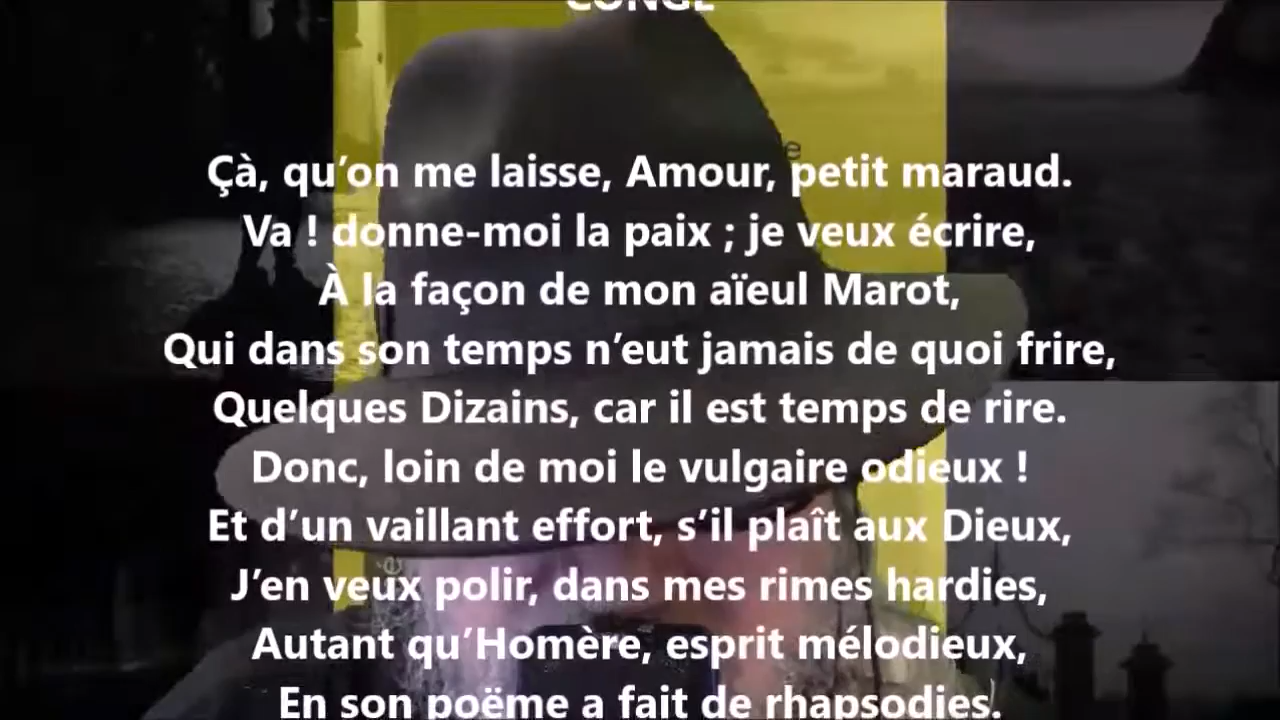 CONGÉ
Çà, qu’on me laisse, Amour, petit maraud.
Va ! donne-moi la paix ; je veux écrire,
À la façon de mon aïeul Marot,
Qui dans son temps n’eut jamais de quoi frire,
Quelques Dizains, car il est temps de rire.
Donc, loin de moi le vulgaire odieux !
Et d’un vaillant effort, s’il plaît aux Dieux,
J’en veux polir, dans mes rimes hardies,
Autant qu’Homère, esprit mélodieux,
En son poëme a fait de rhapsodies.